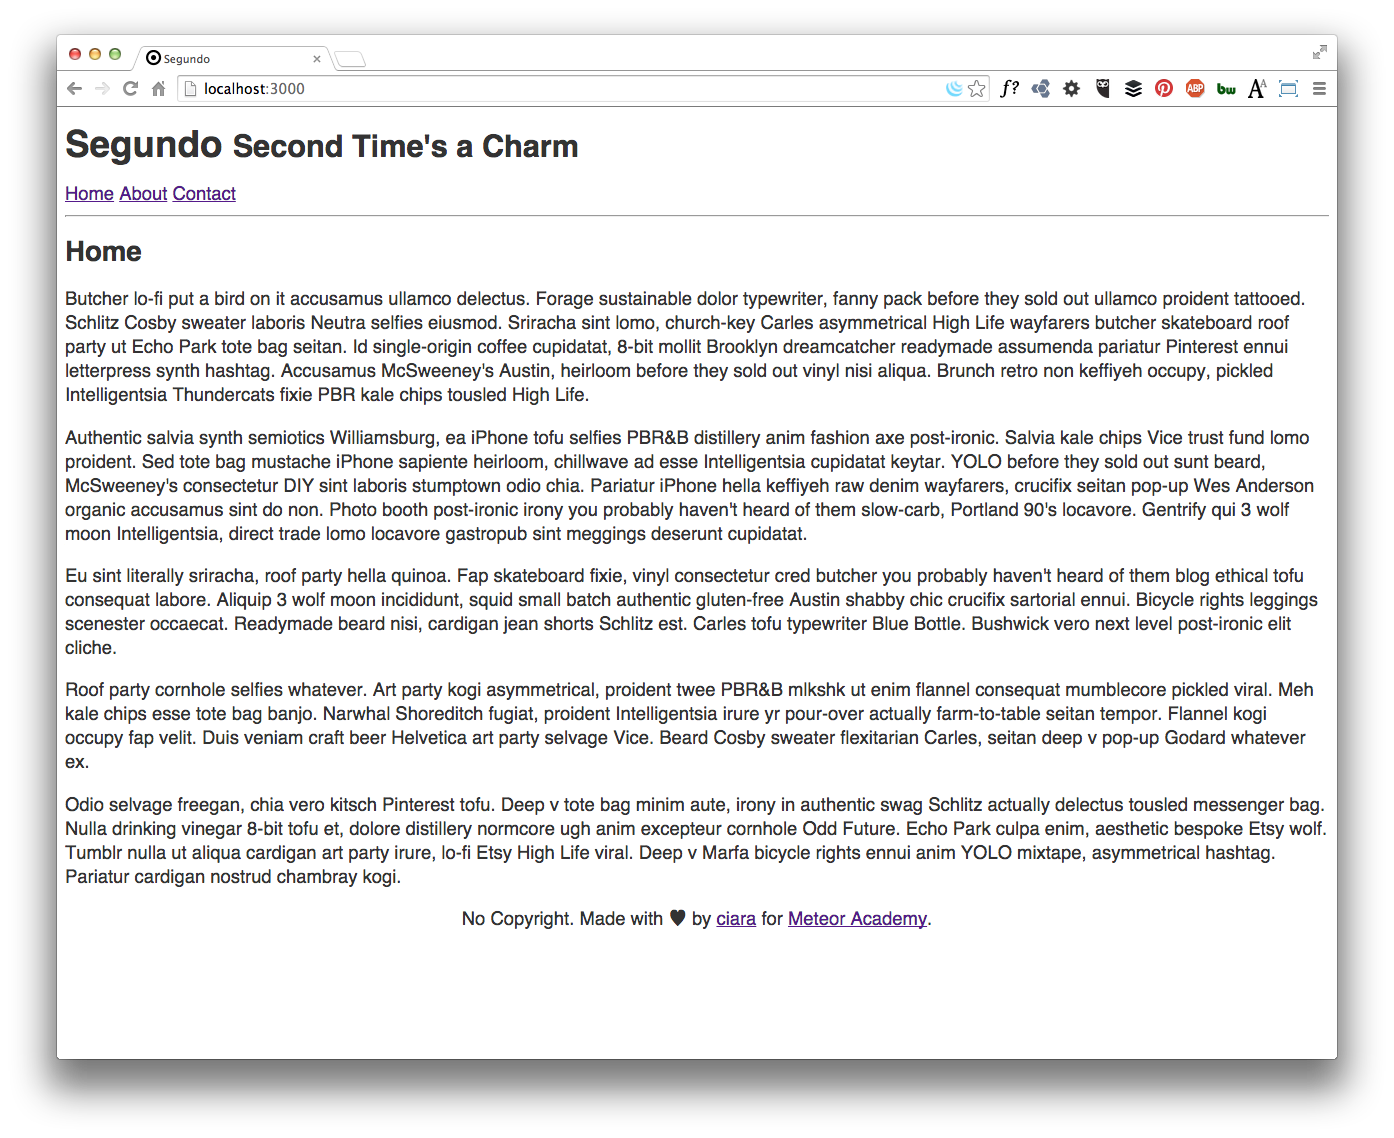 Segundo
localhost:3000
f?
ABP
bw
A A
Segundo Second Time's a Charm
Home About Contact
Home
Butcher lo-fi put a bird on it accusamus ullamco delectus. Forage sustainable dolor typewriter, fanny pack before they sold out ullamco proident tattooed.
Schlitz Cosby sweater laboris Neutra selfies eiusmod. Sriracha sint lomo, church-key Carles asymmetrical High Life wayfarers butcher skateboard roof
party ut Echo Park tote bag seitan. Id single-origin coffee cupidatat, 8-bit mollit Brooklyn dreamcatcher readymade assumenda pariatur Pinterest ennui
letterpress synth hashtag. Accusamus McSweeney's Austin, heirloom before they sold out vinyl nisi aliqua. Brunch retro non keffiyeh occupy, pickled
Intelligentsia Thundercats fixie PBR kale chips tousled High Life.
Authentic salvia synth semiotics Williamsburg, ea iPhone tofu selfies PBR&B distillery anim fashion axe post-ironic. Salvia kale chips Vice trust fund lomo
proident. Sed tote bag mustache iPhone sapiente heirloom, chillwave ad esse Intelligentsia cupidatat keytar. YOLO before they sold out sunt beard,
McSweeney's consectetur DIY sint laboris stumptown odio chia. Pariatur iPhone hella keffiyeh raw denim wayfarers, crucifix seitan pop-up Wes Anderson
organic accusamus sint do non. Photo booth post-ironic irony you probably haven't heard of them slow-carb, Portland 90's locavore. Gentrify qui 3 wolf
moon Intelligentsia, direct trade lomo locavore gastropub sint meggings deserunt cupidatat.
Eu sint literally sriracha, roof party hella quinoa. Fap skateboard fixie, vinyl consectetur cred butcher you probably haven't heard of them blog ethical tofu
consequat labore. Aliquip 3 wolf moon incididunt, squid small batch authentic gluten-free Austin shabby chic crucifix sartorial ennui. Bicycle rights leggings
scenester occaecat. Readymade beard nisi, cardigan jean shorts Schlitz est. Carles tofu typewriter Blue Bottle. Bushwick vero next level post-ironic elit
cliche.
Roof party cornhole selfies whatever. Art party kogi asymmetrical, proident twee PBR&B mlkshk ut enim flannel consequat mumblecore pickled viral. Meh
kale chips esse tote bag banjo. Narwhal Shoreditch fugiat, proident Intelligentsia irure yr pour-over actually farm-to-table seitan tempor. Flannel kogi
occupy fap velit. Duis veniam craft beer Helvetica art party selvage Vice. Beard Cosby sweater flexitarian Carles, seitan deep v pop-up Godard whatever
ex.
Odio selvage freegan, chia vero kitsch Pinterest tofu. Deep v tote bag minim aute, irony in authentic swag Schlitz actually delectus tousled messenger bag.
Nulla drinking vinegar 8-bit tofu et, dolore distillery normcore ugh anim excepteur cornhole Odd Future. Echo Park culpa enim, aesthetic bespoke Etsy wolf.
Tumblr nulla ut aliqua cardigan art party irure, lo-fi Etsy High Life viral. Deep v Marfa bicycle rights ennui anim YOLO mixtape, asymmetrical hashtag.
Pariatur cardigan nostrud chambray kogi.
No Copyright. Made with ♥ by ciara for Meteor Academy.